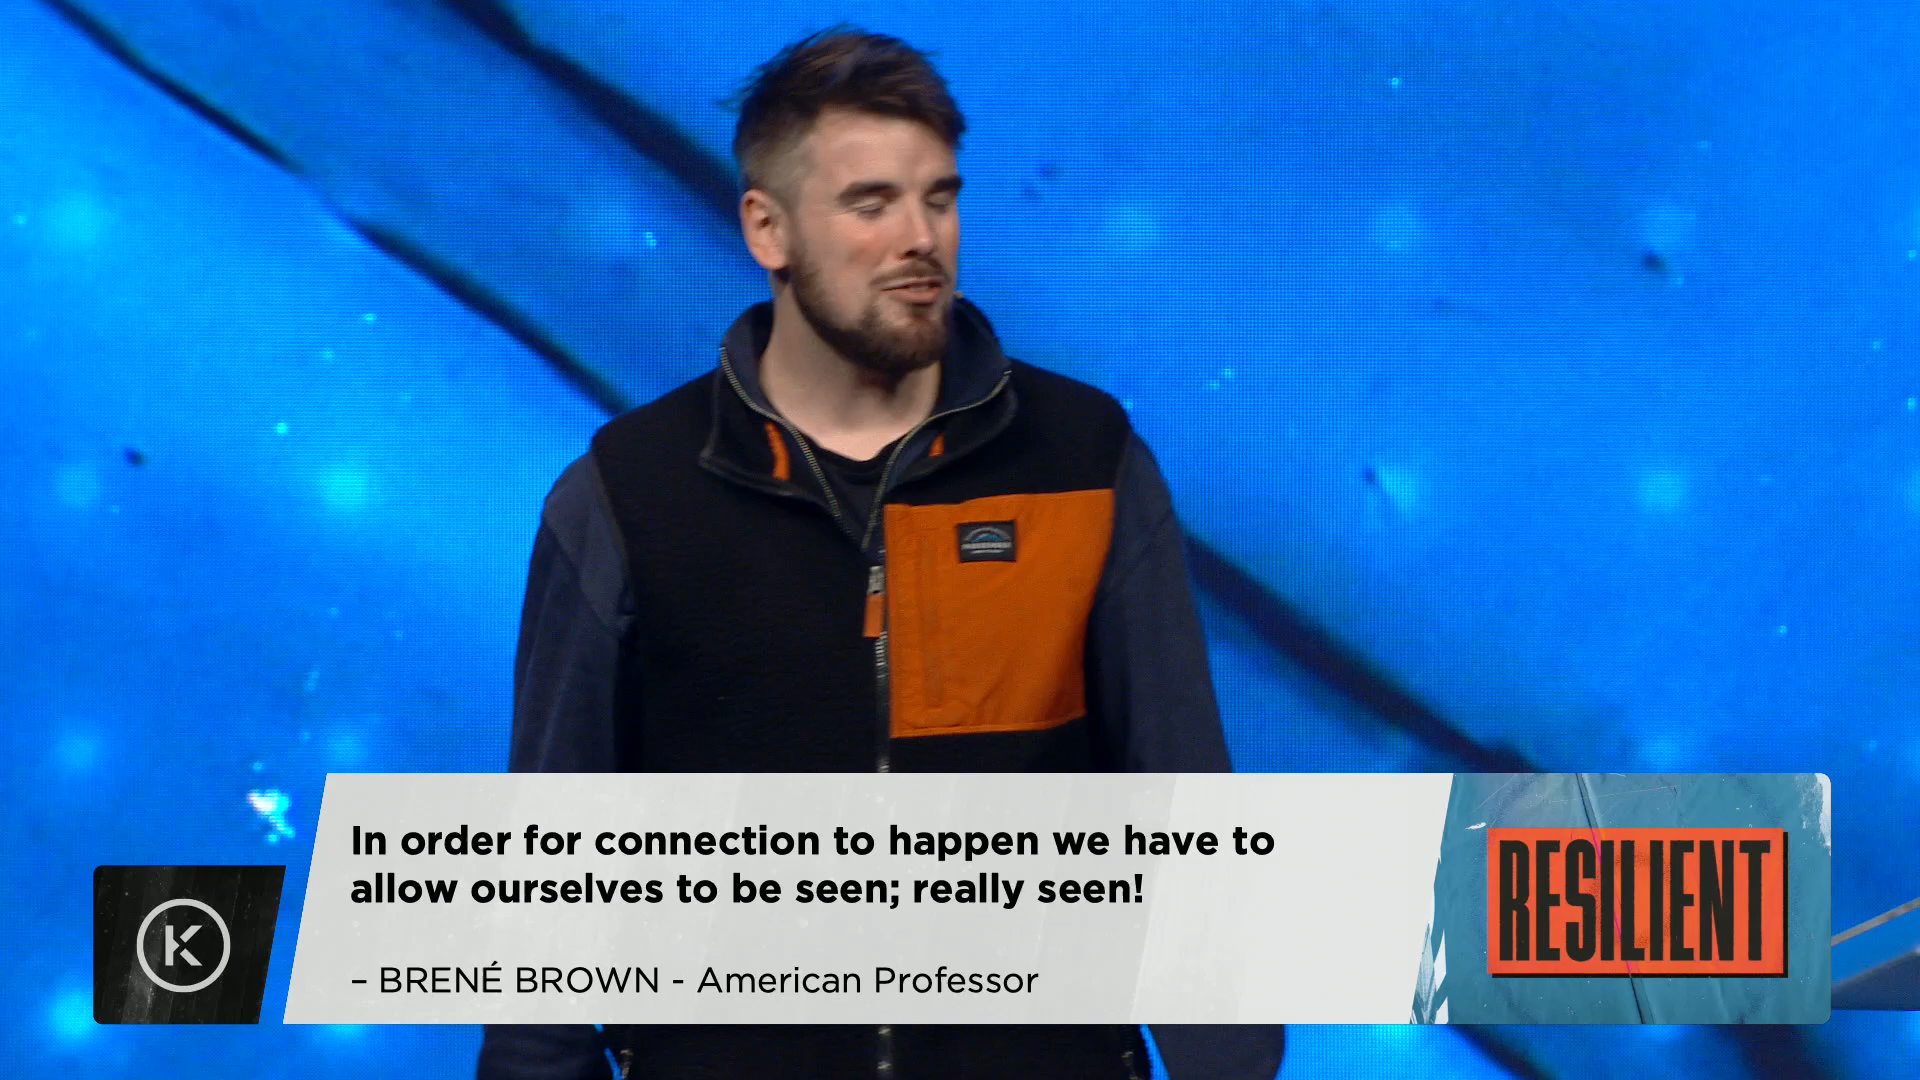 In order for connection to happen we have to
allow ourselves to be seen; really seen!
– BRENÉ BROWN - American Professor
K
RESILIENT